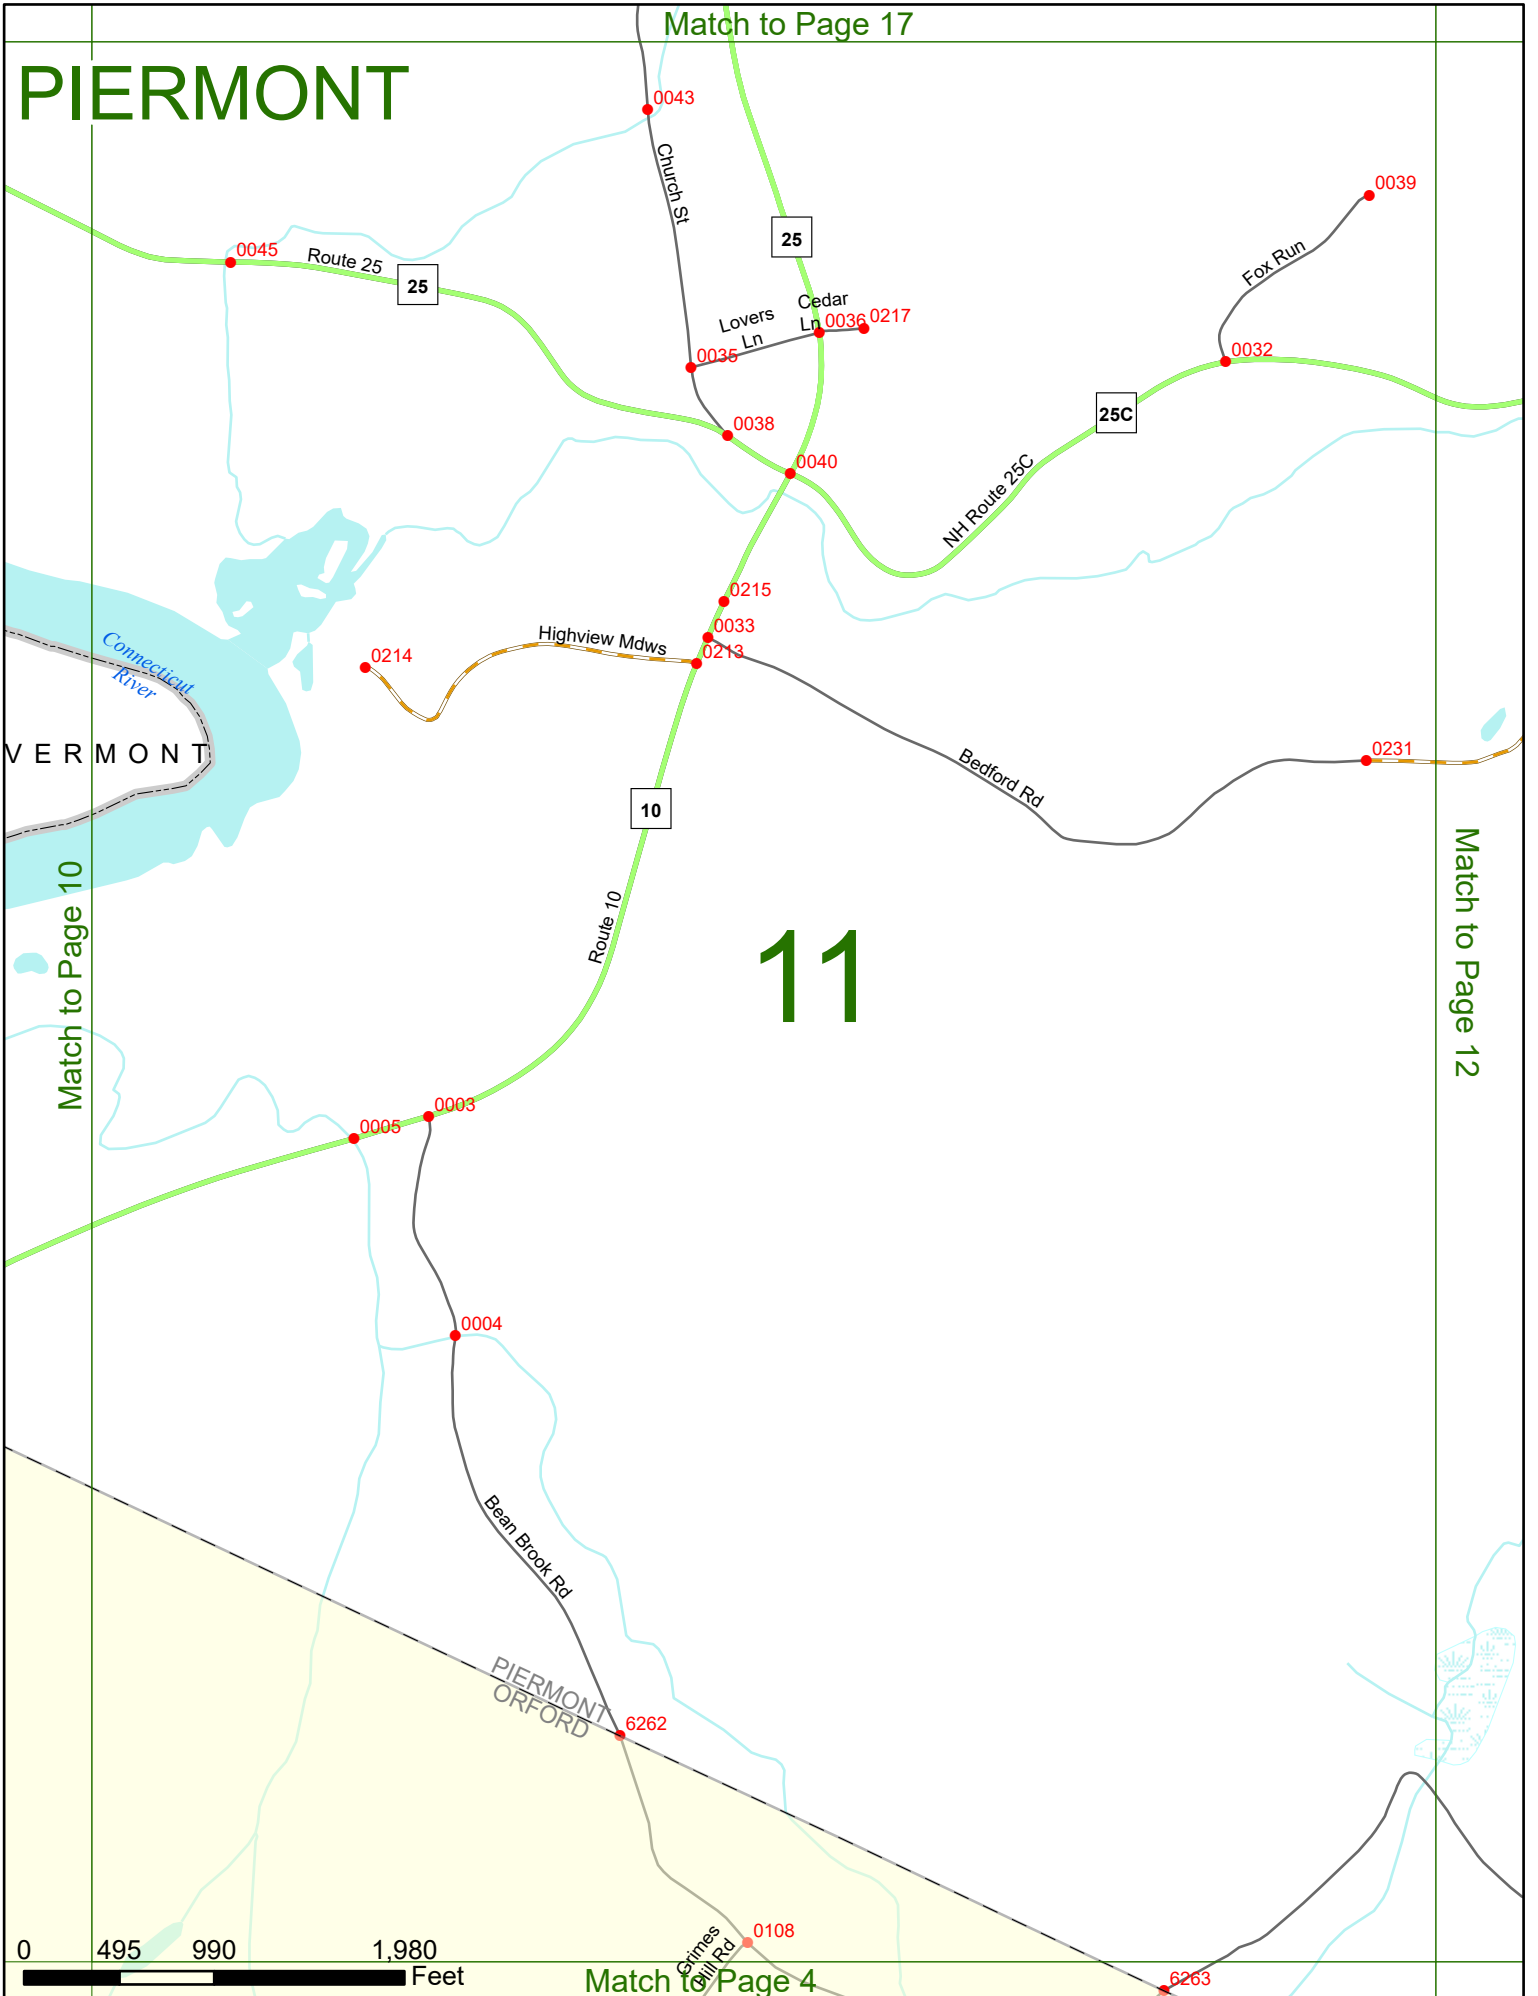 Match to Page 17
PIERMONT
0043
Church St
0039
25
Fox Run
0045
Route 25
25
Cedar
Ln
0036
0217
Lovers
Ln
0035
0032
25C
0038
0040
NH Route 25C
0215
0033
Highview Mdws
0213
0214
Connecticut
River
VERMONT
Bedford Rd
0231
10
Match to Page 10
Match to Page 12
Route 10
11
0003
0005
0004
Bean Brook Rd
PIERMONT
ORFORD
6262
0108
Grimes
Hill Rd
0 495 990 1,980
Feet
Match to Page 4
6263